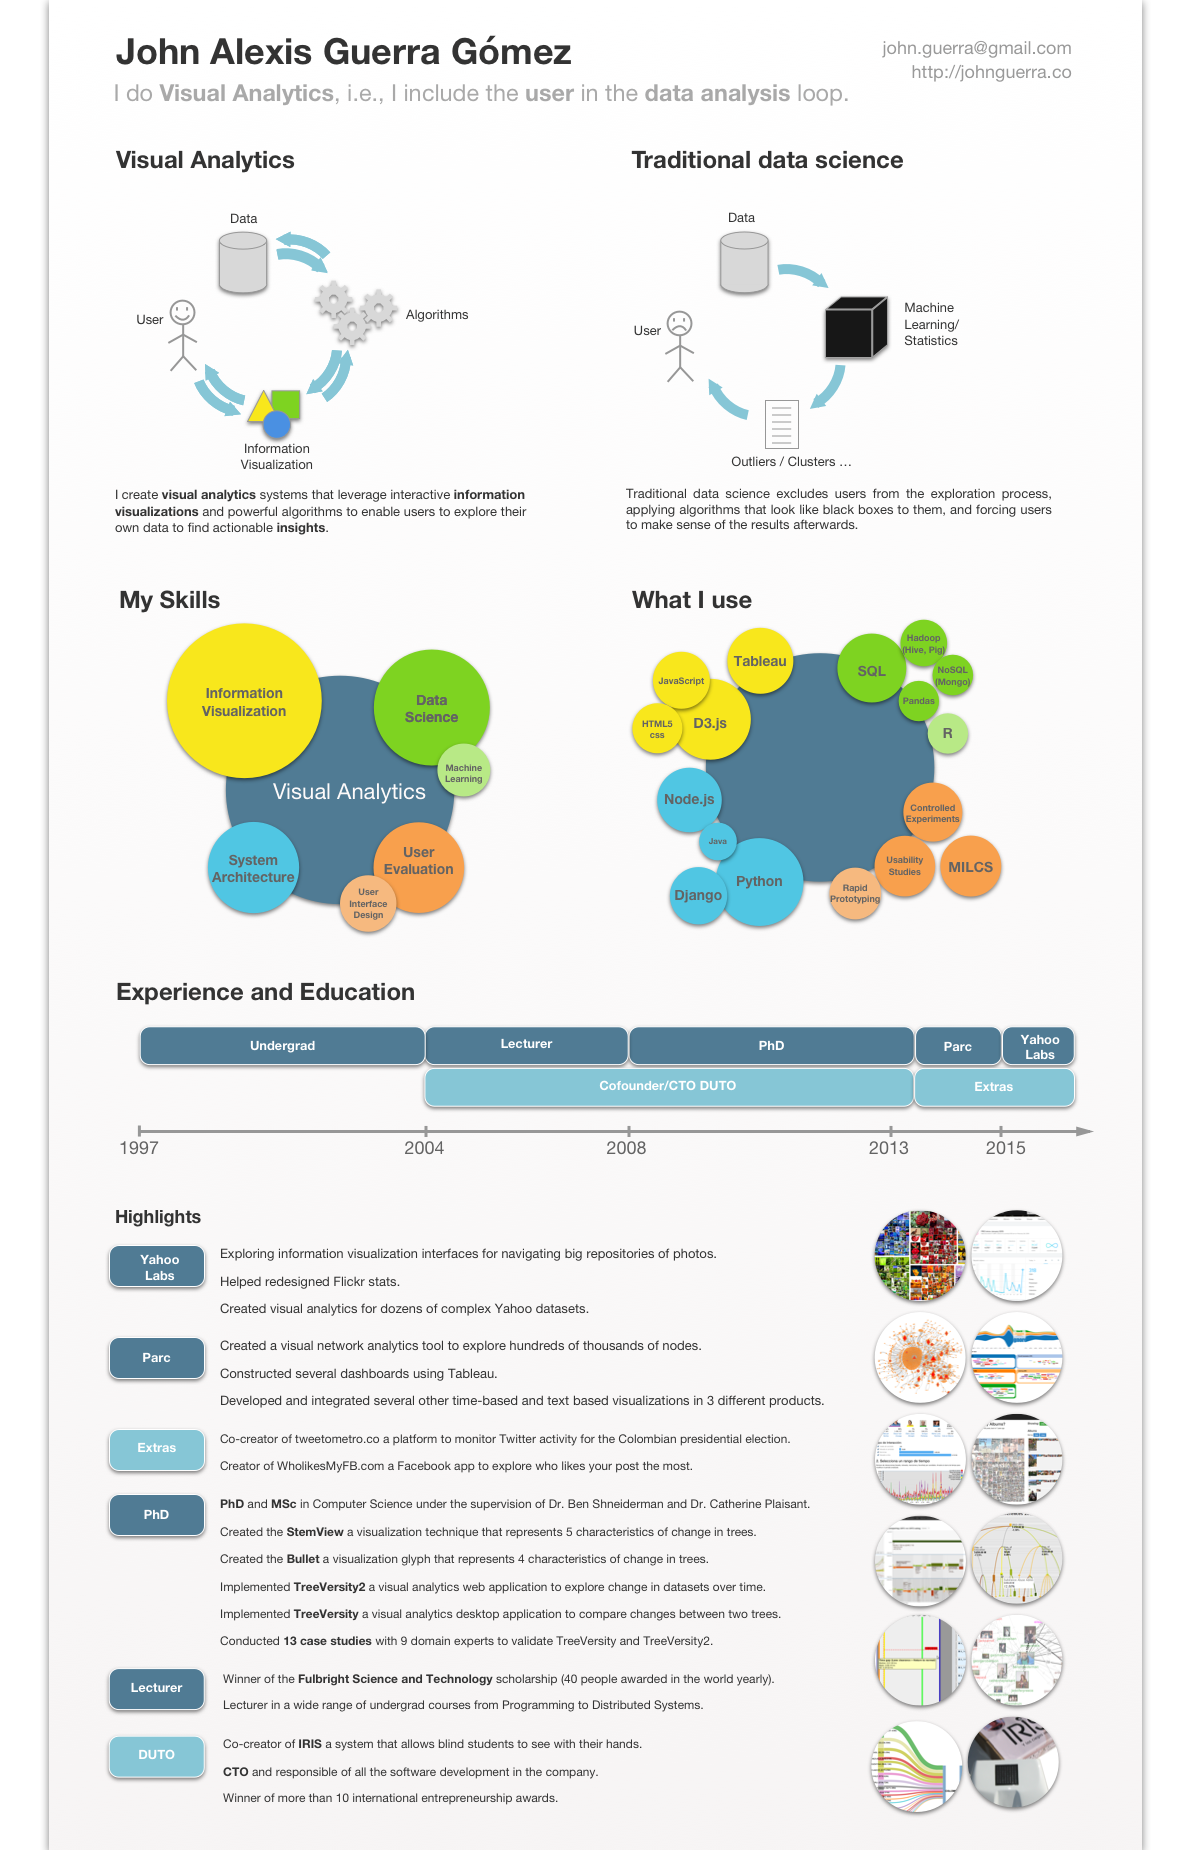 John Alexis Guerra Gómez
john.guerra@gmail.com
http://johnguerra.co
I do Visual Analytics, i.e., I include the user in the data analysis loop.
Visual Analytics
Data
User
Algorithms
Information
Visualization
I create visual analytics systems that leverage interactive information
visualizations and powerful algorithms to enable users to explore their
own data to find actionable insights.
Traditional data science
Data
User
Machine
Learning/
Statistics
Outliers / Clusters ...
Traditional data science excludes users from the exploration process,
applying algorithms that look like black boxes to them, and forcing users
to make sense of the results afterwards.
My Skills
Information
Visualization
Data
Science
Machine
Learning
Visual Analytics
System
Architecture
User
Evaluation
User
Interface
Design
What I use
Tableau
JavaScript
HTML5
css
D3.js
SQL
Hadoop
(Hive, Pig)
NoSQL
(Mongo)
Pandas
R
Node.js
Java
Django
Python
Controlled
Experiments
Usability
Studies
MILCS
Rapid
Prototyping
Experience and Education
Undergrad
Lecturer
PhD
Parc
Yahoo
Labs
Cofounder/CTO DUTO
Extras
1997
2004
2008
2013
2015
Highlights
Yahoo
Labs
Exploring information visualization interfaces for navigating big repositories of photos.
Helped redesigned Flickr stats.
Created visual analytics for dozens of complex Yahoo datasets.
Parc
Created a visual network analytics tool to explore hundreds of thousands of nodes.
Constructed several dashboards using Tableau.
Developed and integrated several other time-based and text based visualizations in 3 different products.
Extras
Co-creator of tweetometro.co a platform to monitor Twitter activity for the Colombian presidential election.
Creator of WholikesMyFB.com a Facebook app to explore who likes your post the most.
PhD
PhD and MSc in Computer Science under the supervision of Dr. Ben Shneiderman and Dr. Catherine Plaisant.
Created the StemView a visualization technique that represents 5 characteristics of change in trees.
Created the Bullet a visualization glyph that represents 4 characteristics of change in trees.
Implemented TreeVersity2 a visual analytics web application to explore change in datasets over time.
Implemented TreeVersity a visual analytics desktop application to compare changes between two trees.
Conducted 13 case studies with 9 domain experts to validate TreeVersity and TreeVersity2.
Lecturer
Winner of the Fulbright Science and Technology scholarship (40 people awarded in the world yearly).
Lecturer in a wide range of undergrad courses from Programming to Distributed Systems.
DUTO
Co-creator of IRIS a system that allows blind students to see with their hands.
CTO and responsible of all the software development in the company.
Winner of more than 10 international entrepreneurship awards.
IRIS